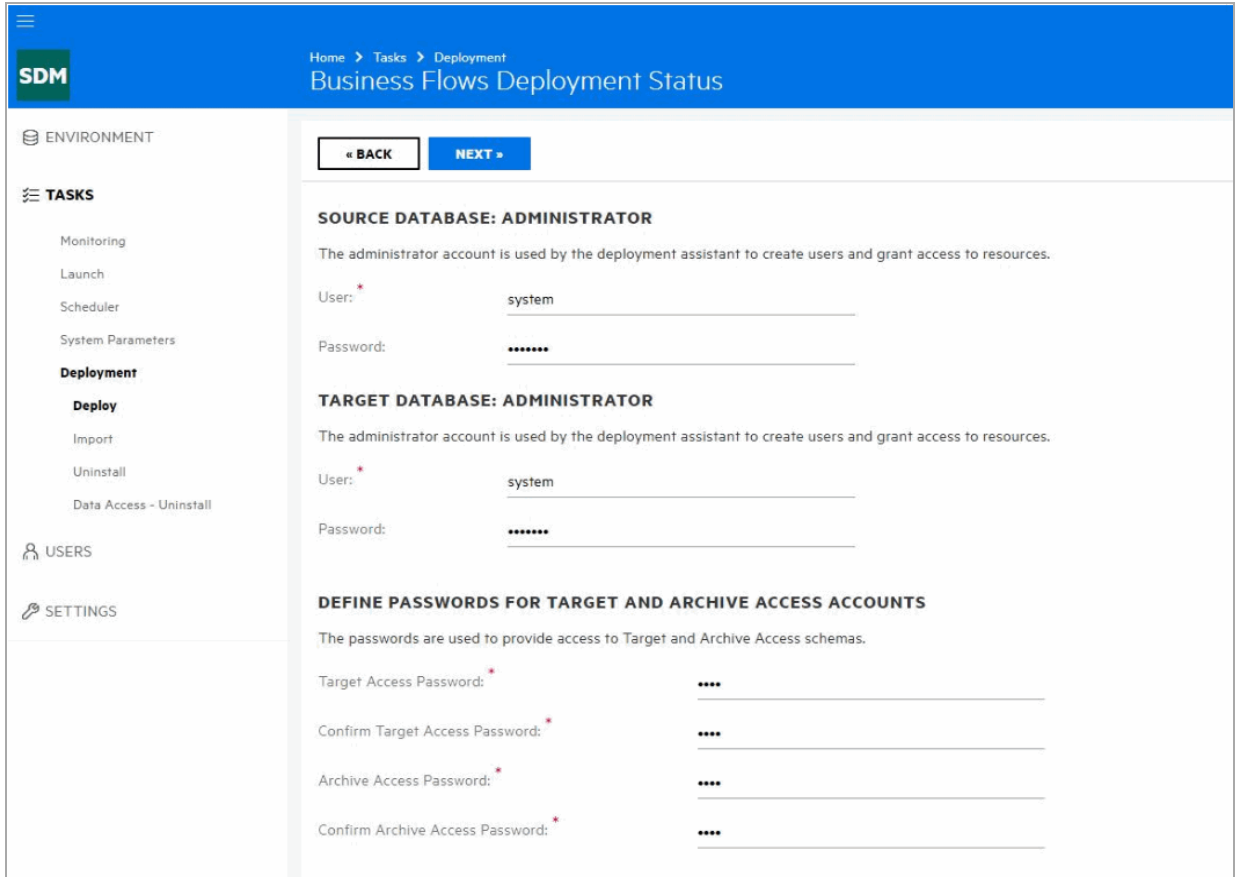 SDM
Home > Tasks > Deployment
Business Flows Deployment Status
ENVIRONMENT
TASKS
Monitoring
Launch
Scheduler
System Parameters
Deployment
Deploy
Import
Uninstall
Data Access - Uninstall
USERS
SETTINGS
« BACK
NEXT »
SOURCE DATABASE: ADMINISTRATOR
The administrator account is used by the deployment assistant to create users and grant access to resources.
User: * system
Password: •••••••
TARGET DATABASE: ADMINISTRATOR
The administrator account is used by the deployment assistant to create users and grant access to resources.
User: * system
Password: •••••••
DEFINE PASSWORDS FOR TARGET AND ARCHIVE ACCESS ACCOUNTS
The passwords are used to provide access to Target and Archive Access schemas.
Target Access Password: * ••••
Confirm Target Access Password: * ••••
Archive Access Password: * ••••
Confirm Archive Access Password: * ••••